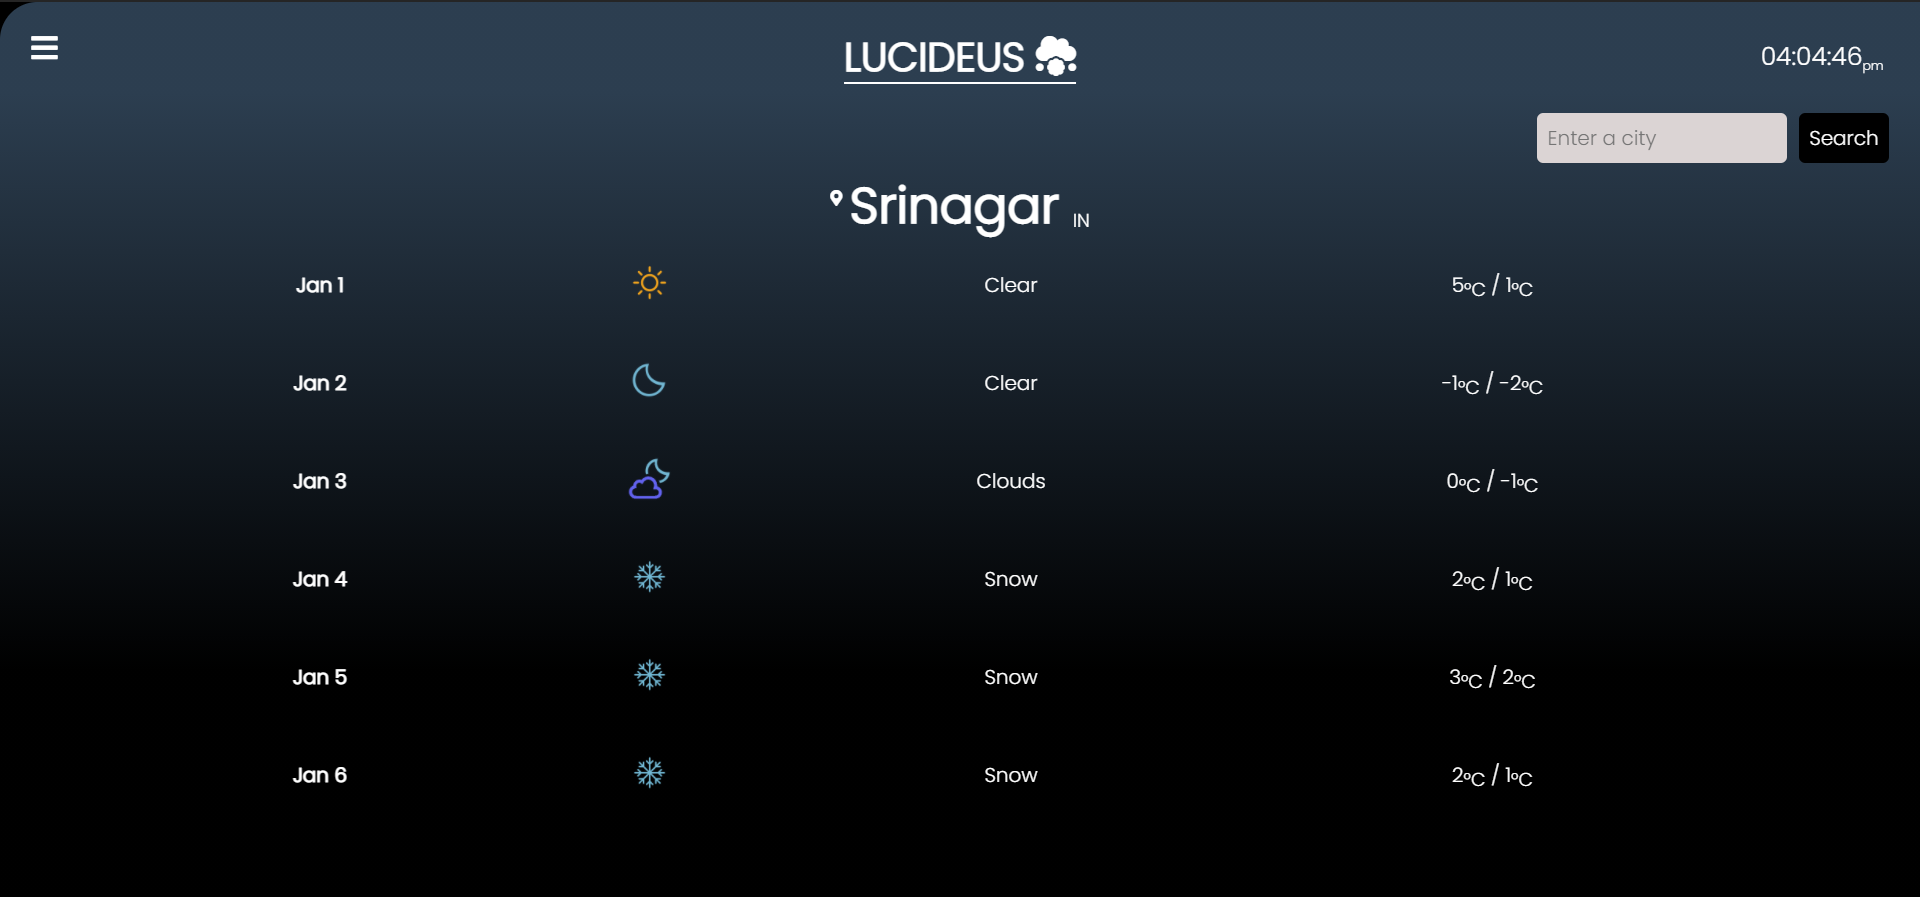 LUCIDEUS
04:04:46pm
Enter a city
Search
Srinagar IN
Jan 1 Clear 5°C / 1°C
Jan 2 Clear -1°C / -2°C
Jan 3 Clouds 0°C / -1°C
Jan 4 Snow 2°C / 1°C
Jan 5 Snow 3°C / 2°C
Jan 6 Snow 2°C / 1°C